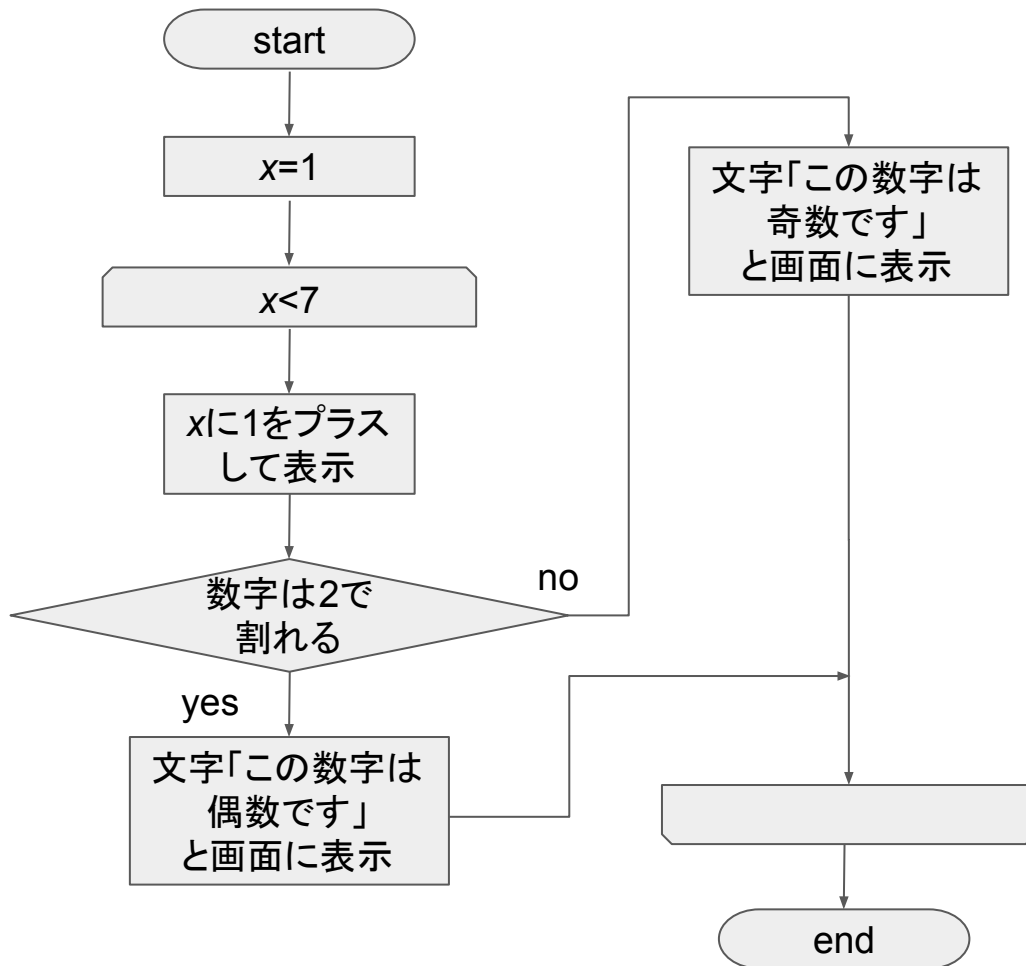 start
x=1
x<7
xに1をプラス
して表示
数字は2で
割れる
no
yes
文字「この数字は
偶数です」
と画面に表示
文字「この数字は
奇数です」
と画面に表示
end